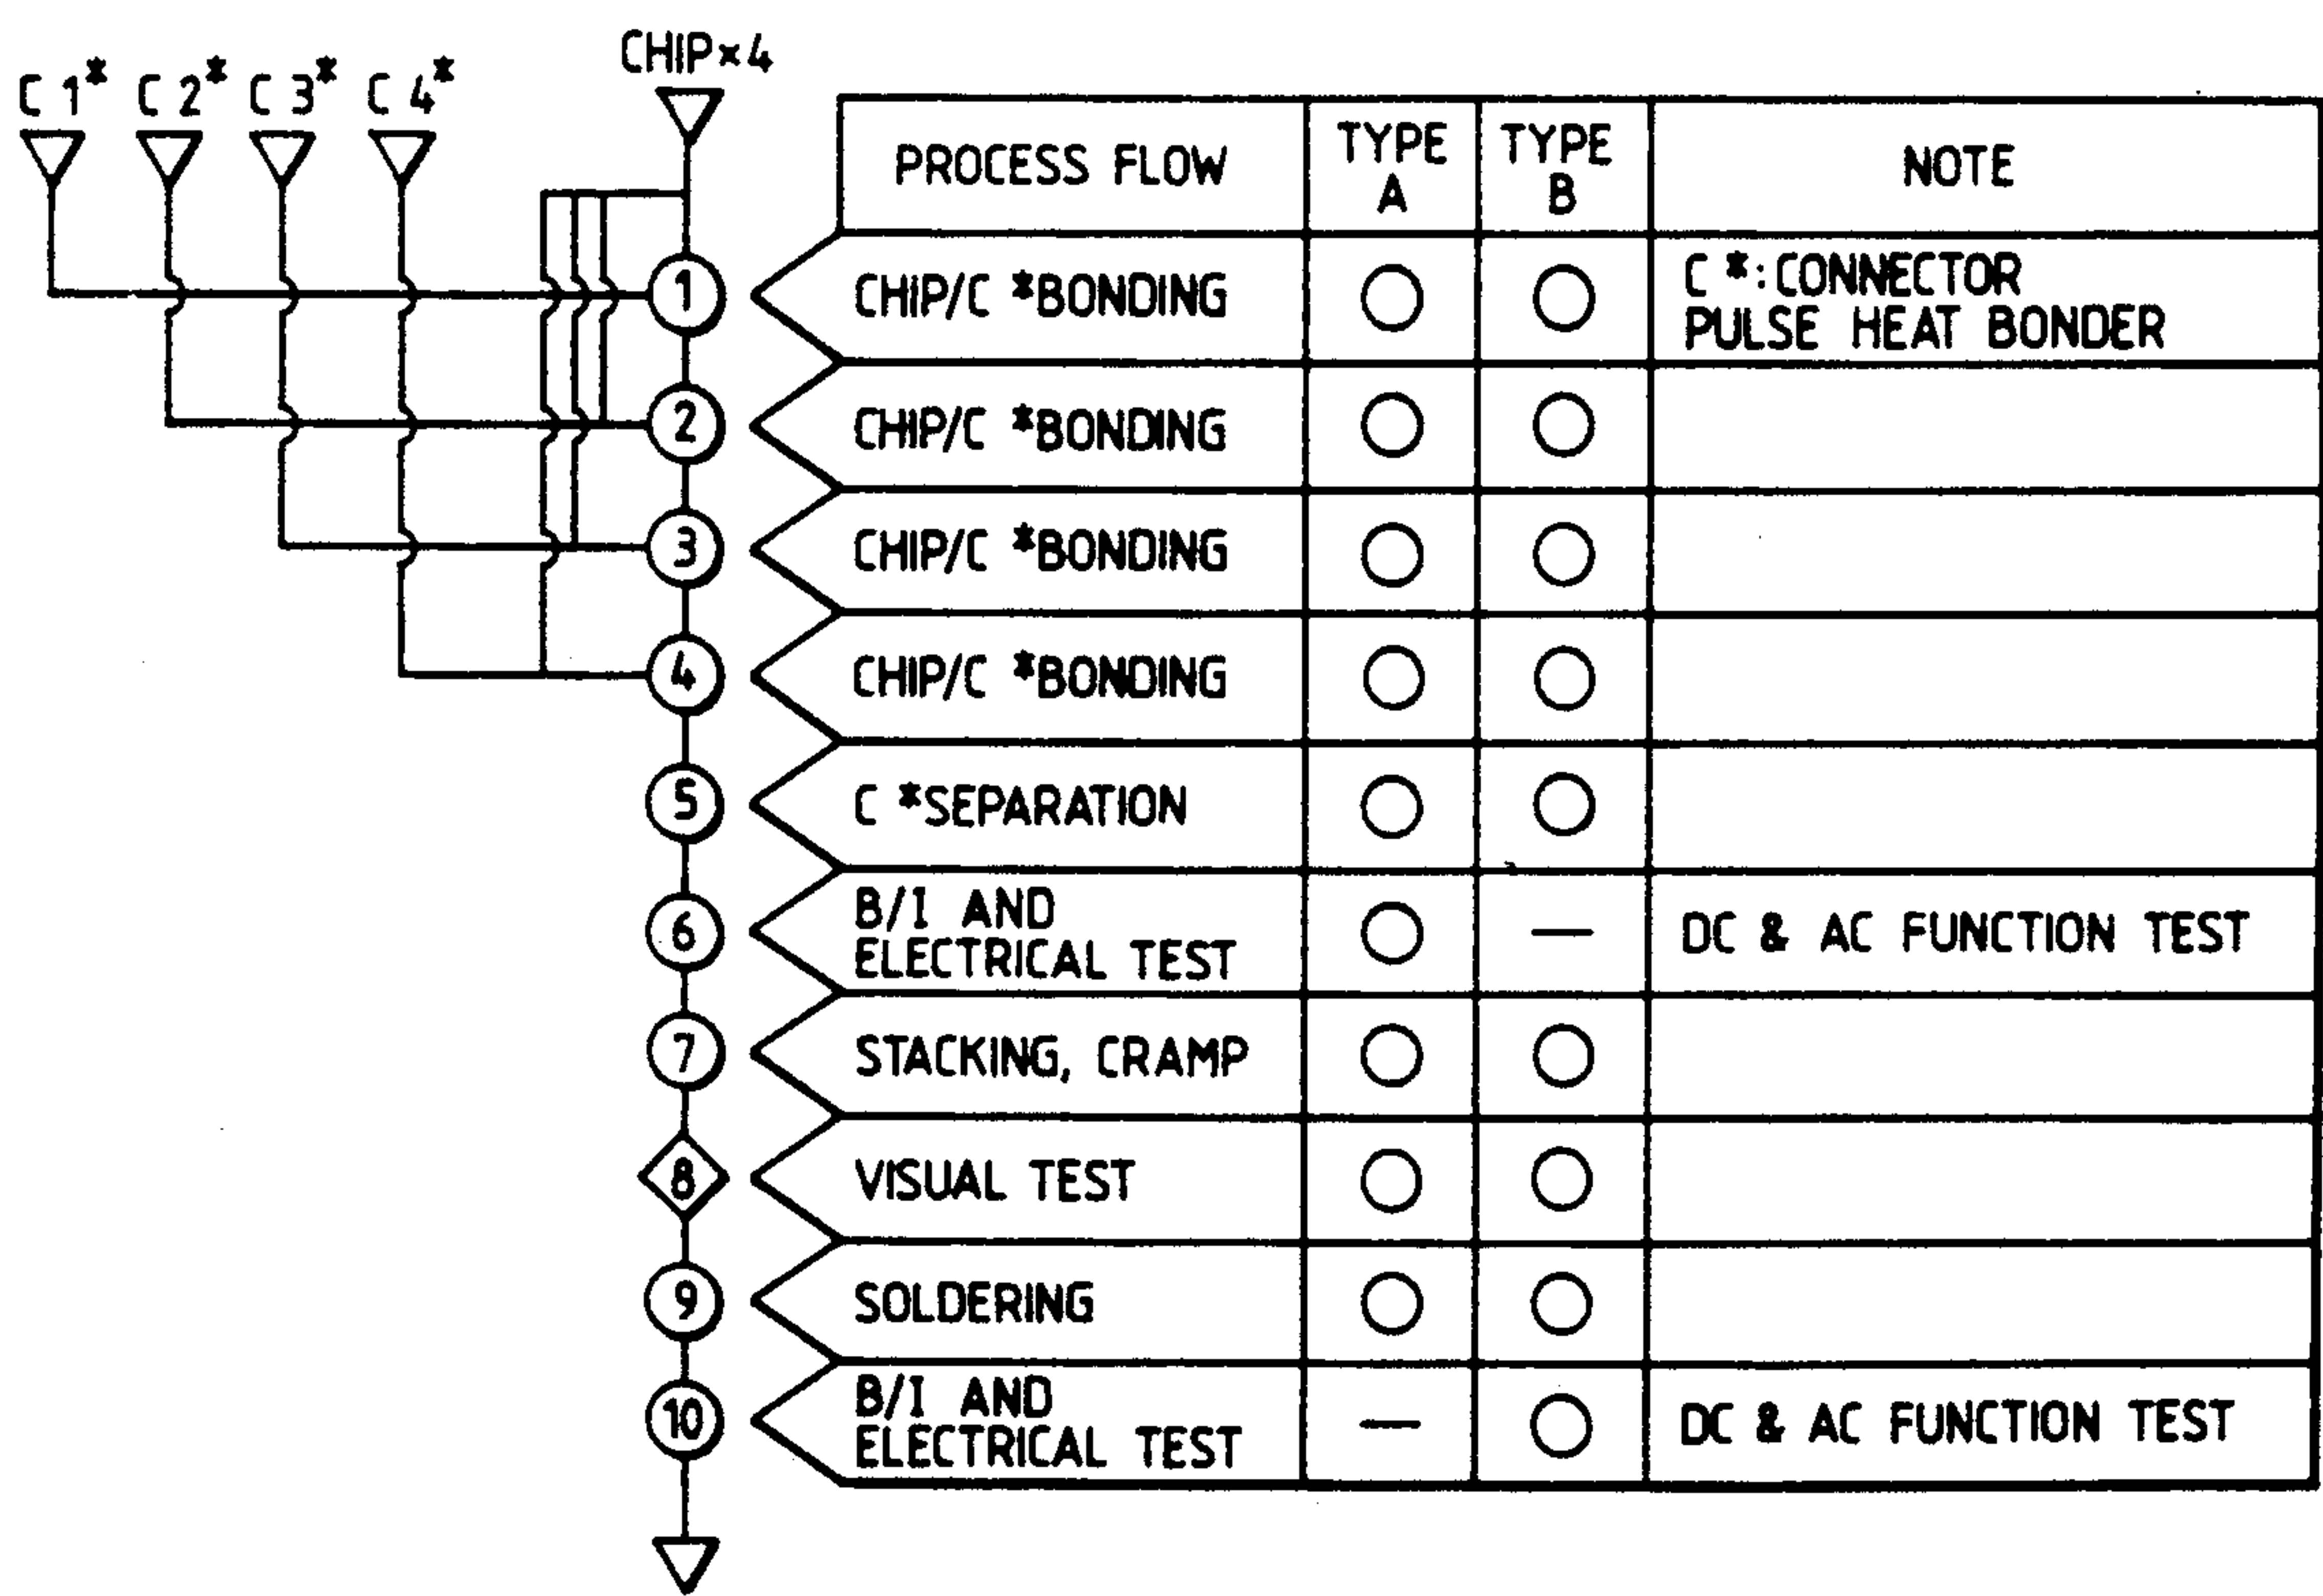 CHIP×4
C 1* C 2* C 3* C 4*
PROCESS FLOW
TYPE
A
TYPE
B
NOTE
1
CHIP/C *BONDING
C *: CONNECTOR
PULSE HEAT BONDER
2
CHIP/C *BONDING
3
CHIP/C *BONDING
4
CHIP/C *BONDING
5
C *SEPARATION
6
B/I AND
ELECTRICAL TEST
—
DC & AC FUNCTION TEST
7
STACKING, CRAMP
8
VISUAL TEST
9
SOLDERING
10
B/I AND
ELECTRICAL TEST
—
DC & AC FUNCTION TEST